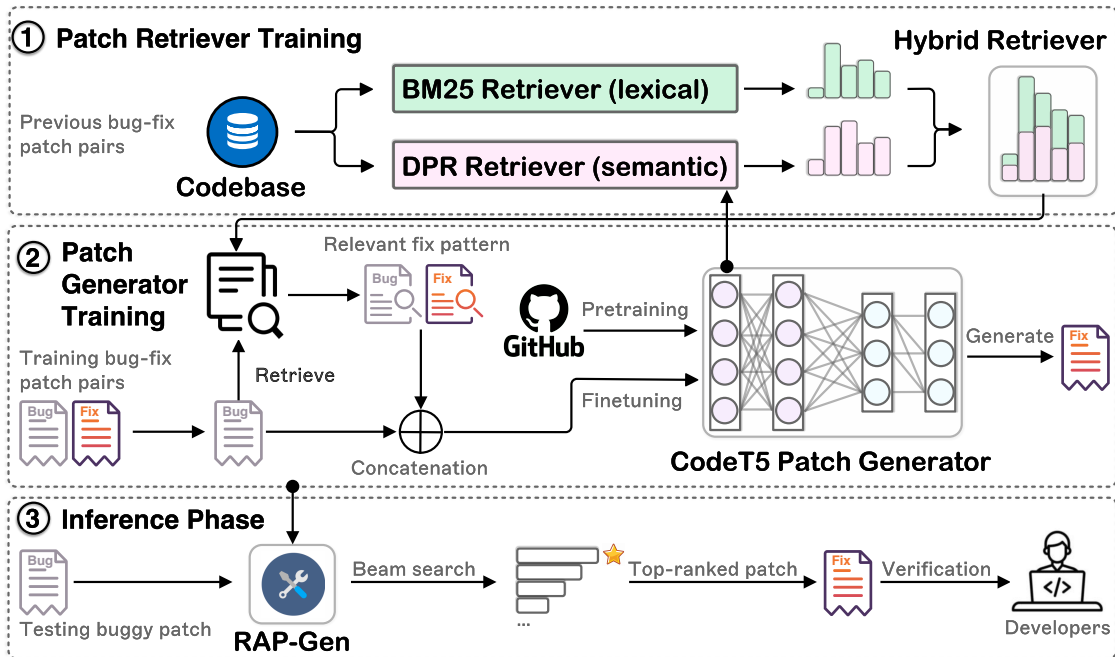 1 Patch Retriever Training
Hybrid Retriever
BM25 Retriever (lexical)
Previous bug-fix
patch pairs
DPR Retriever (semantic)
Codebase
2 Patch
Generator
Training
Relevant fix pattern
Bug
Fix
Pretraining
GitHub
Generate
Fix
Training bug-fix
patch pairs
Retrieve
Finetuning
Bug
Fix
Bug
Concatenation
CodeT5 Patch Generator
3 Inference Phase
Bug
Beam search
Top-ranked patch
Fix
Verification
</>
...
Testing buggy patch
RAP-Gen
Developers